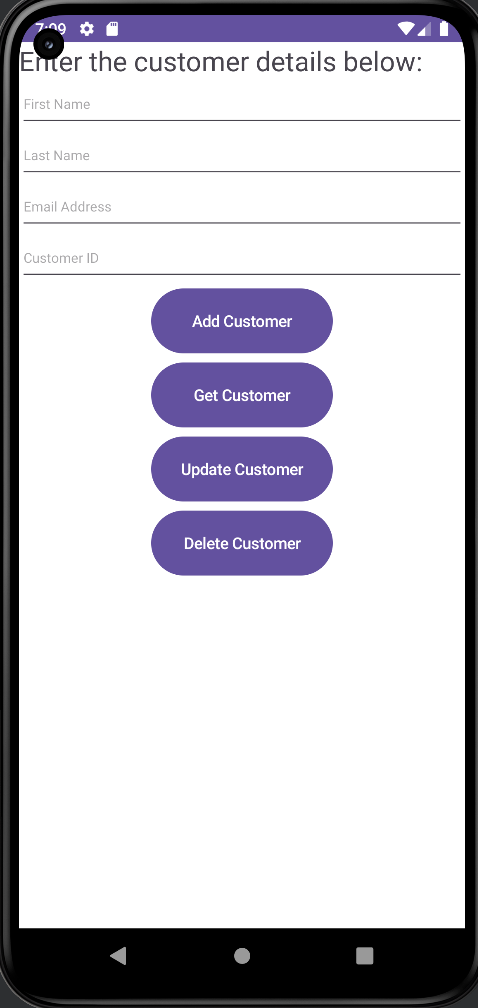 7:09
Enter the customer details below:
First Name
Last Name
Email Address
Customer ID
Add Customer
Get Customer
Update Customer
Delete Customer